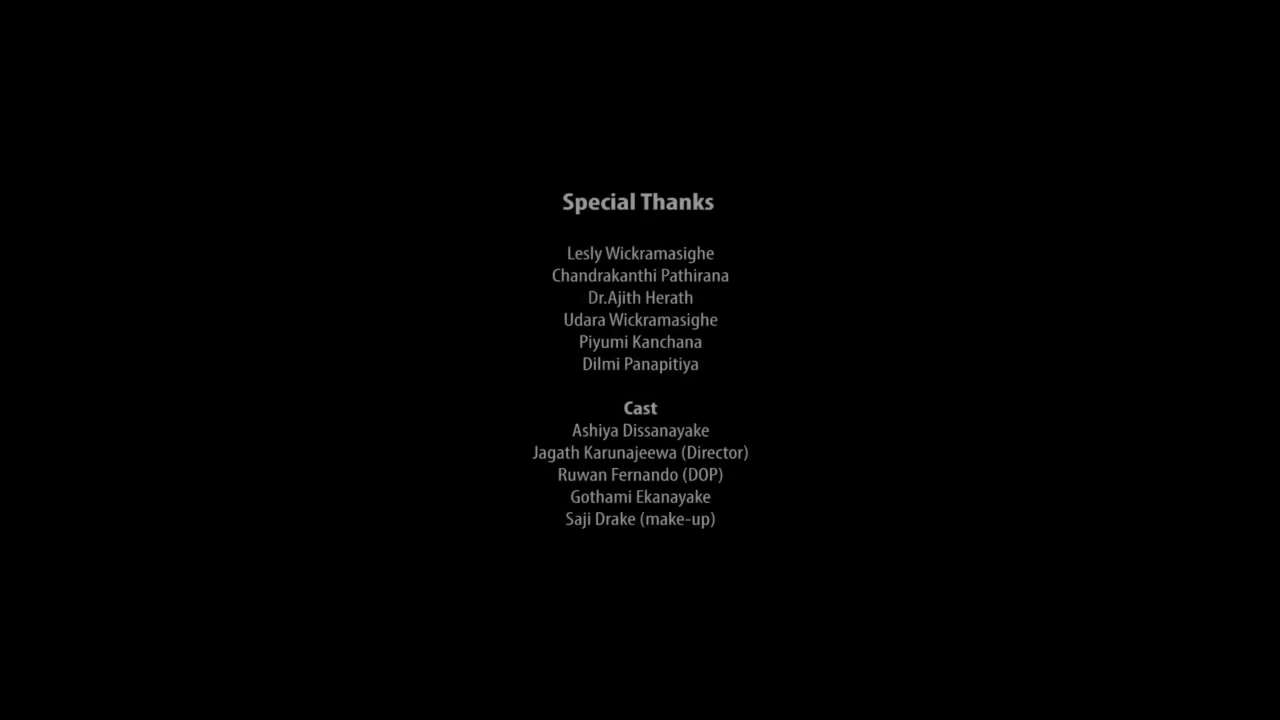 Special Thanks
Lesly Wickramasighe
Chandrakanthi Pathirana
Dr.Ajith Herath
Udara Wickramasighe
Piyumi Kanchana
Dilmi Panapitiya
Cast
Ashiya Dissanayake
Jagath Karunajeewa (Director)
Ruwan Fernando (DOP)
Gothami Ekanayake
Saji Drake (make-up)